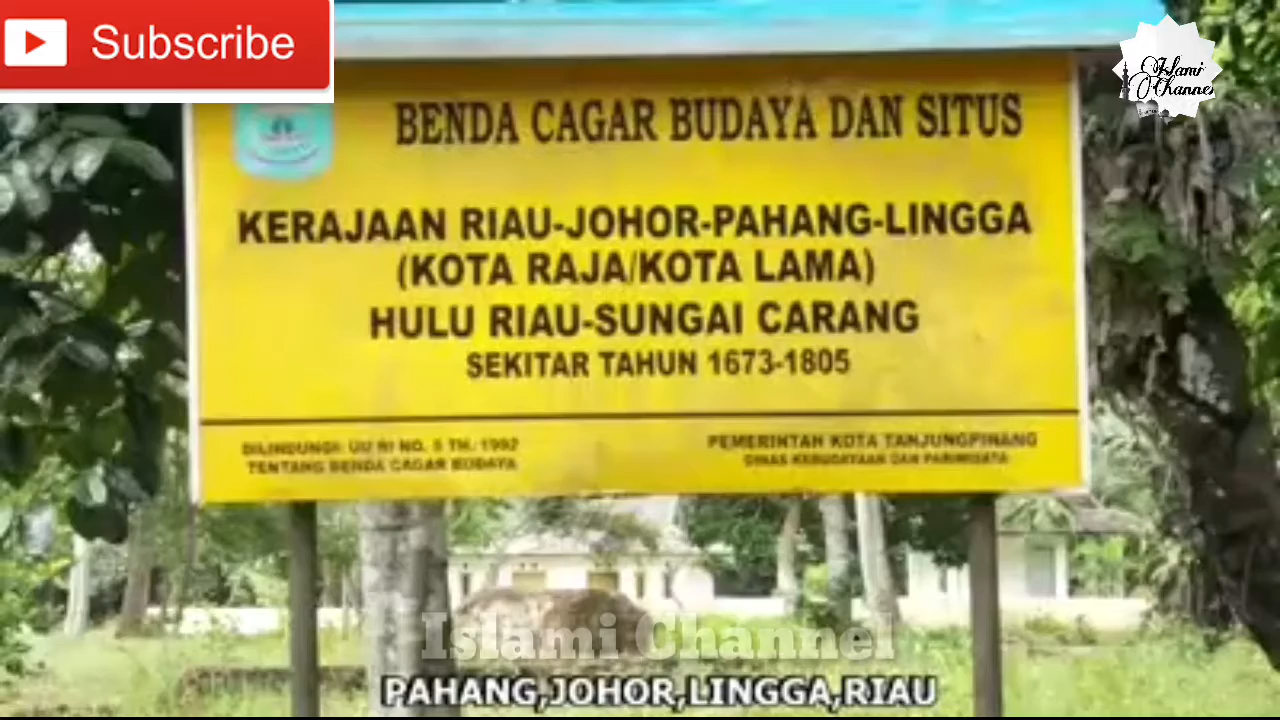 Subscribe
Islami
Channel
BENDA CAGAR BUDAYA DAN SITUS
KERAJAAN RIAU-JOHOR-PAHANG-LINGGA
(KOTA RAJA/KOTA LAMA)
HULU RIAU-SUNGAI CARANG
SEKITAR TAHUN 1673-1805
DILINDUNGI: UU RI NO. 5 TH. 1992
TENTANG BENDA CAGAR BUDAYA
PEMERINTAH KOTA TANJUNGPINANG
DINAS KEBUDAYAAN DAN PARIWISATA
Islami Channel
PAHANG,JOHOR,LINGGA,RIAU